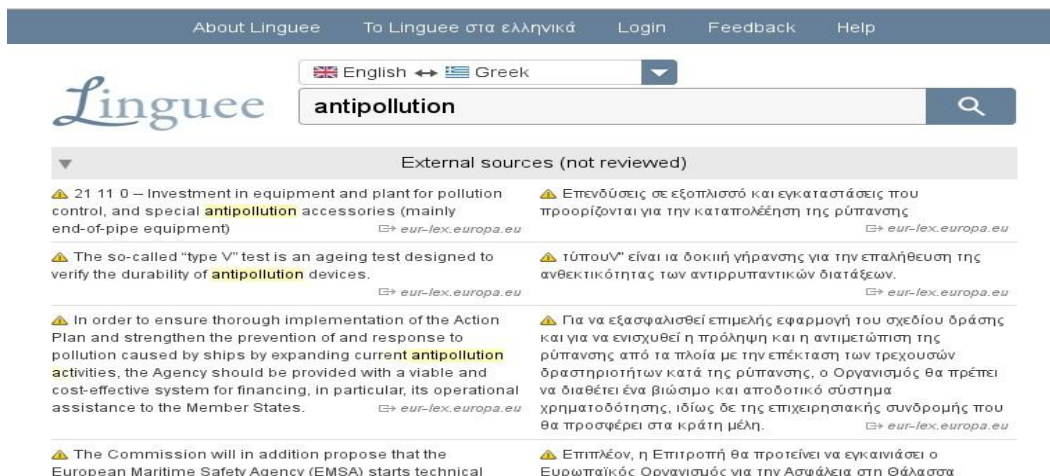 About Linguee To Linguee στα ελληνικά Login Feedback Help
Linguee
English ↔ Greek
antipollution
External sources (not reviewed)
21 11 0 – Investment in equipment and plant for pollution
control, and special antipollution accessories (mainly
end-of-pipe equipment) eur-lex.europa.eu
Επενδύσεις σε εξοπλισσό και εγκαταστάσεις που
προορίζονται για την καταπολέέηση της ρύπανσης
eur-lex.europa.eu
The so-called "type V" test is an ageing test designed to
verify the durability of antipollution devices.
eur-lex.europa.eu
τύπουV" είναι ια δοκιιή γήρανσης για την επαλήθευση της
ανθεκτικότητας των αντιρρυπαντικών διατάξεων.
eur-lex.europa.eu
In order to ensure thorough implementation of the Action
Plan and strengthen the prevention of and response to
pollution caused by ships by expanding current antipollution
activities, the Agency should be provided with a viable and
cost-effective system for financing, in particular, its operational
assistance to the Member States. eur-lex.europa.eu
Για να εξασφαλισθεί επιμελής εφαρμογή του σχεδίου δράσης
και για να ενισχυθεί η πρόληψη και η αντιμετώπιση της
ρύπανσης από τα πλοία με την επέκταση των τρεχουσών
δραστηριοτήτων κατά της ρύπανσης, ο Οργανισμός θα πρέπει
να διαθέτει ένα βιώσιμο και αποδοτικό σύστημα
χρηματοδότησης, ιδίως δε της επιχειρησιακής συνδρομής που
θα προσφέρει στα κράτη μέλη. eur-lex.europa.eu
The Commission will in addition propose that the
European Maritime Safety Agency (EMSA) starts technical
Επιπλέον, η Επιτροπή θα προτείνει να εγκαινιάσει ο
Ευρωπαϊκός Οργανισμός για την Ασφάλεια στη Θάλασσα